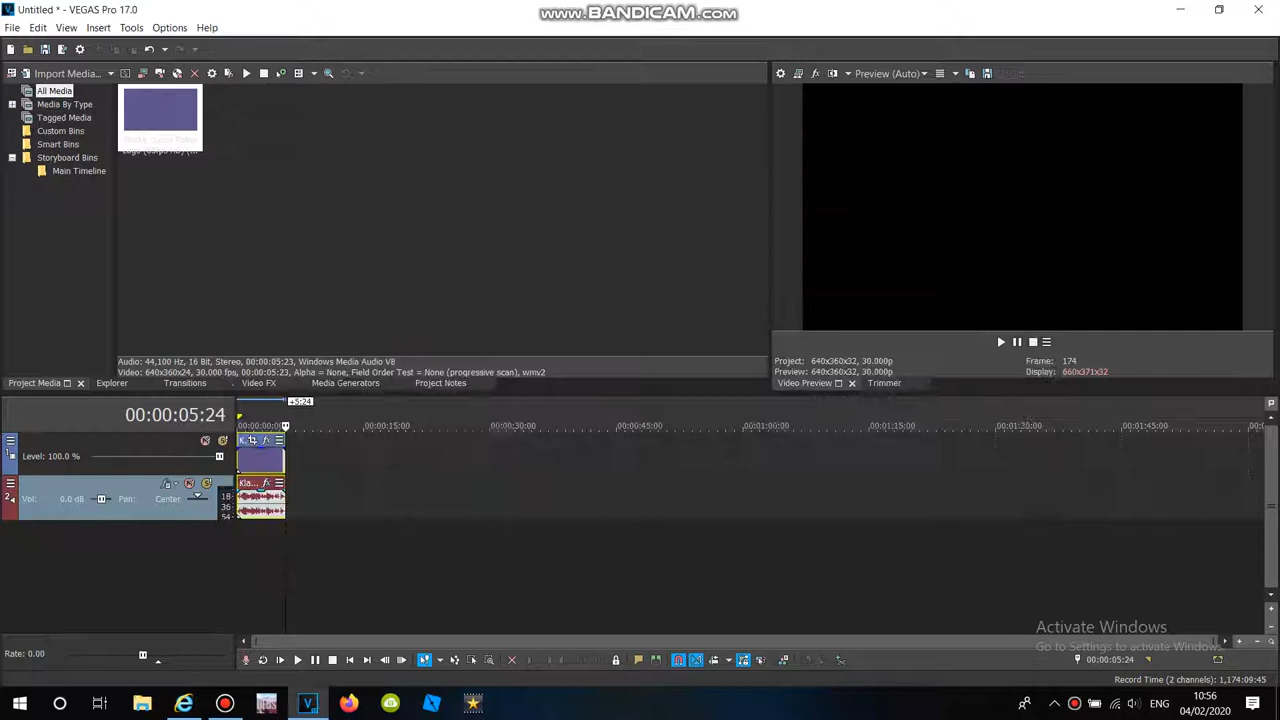 Untitled * - VEGAS Pro 17.0
www.BANDICAM.com
File Edit View Insert Tools Options Help
Import Media...
Preview (Auto)
All Media
Media By Type
Tagged Media
Custom Bins
Smart Bins
Storyboard Bins
Main Timeline
Audio: 44,100 Hz, 16 Bit, Stereo, 00:00:05:23, Windows Media Audio V8
Video: 640x360x24, 30.000 fps, 00:00:05:23, Alpha = None, Field Order Test = None (progressive scan), wmv2
Project: 640x360x32, 30.000p
Frame: 174
Preview: 640x360x32, 30.000p
Display: 660x371x32
Project Media Explorer Transitions Video FX Media Generators Project Notes
Video Preview Trimmer
+5:24
00:00:05:24
00:00:15:00 00:00:30:00 00:00:45:00 00:01:00:00 00:01:15:00 00:01:30:00 00:01:45:00
1
Level: 100.0 %
K...
2
Kla...
Vol: 0.0 dB Pan: Center
18
36
54
Rate: 0.00
Activate Windows
Go to Settings to activate Windows.
00:00:05:24
Record Time (2 channels): 1,174:09:45
ENG
10:56
04/02/2020